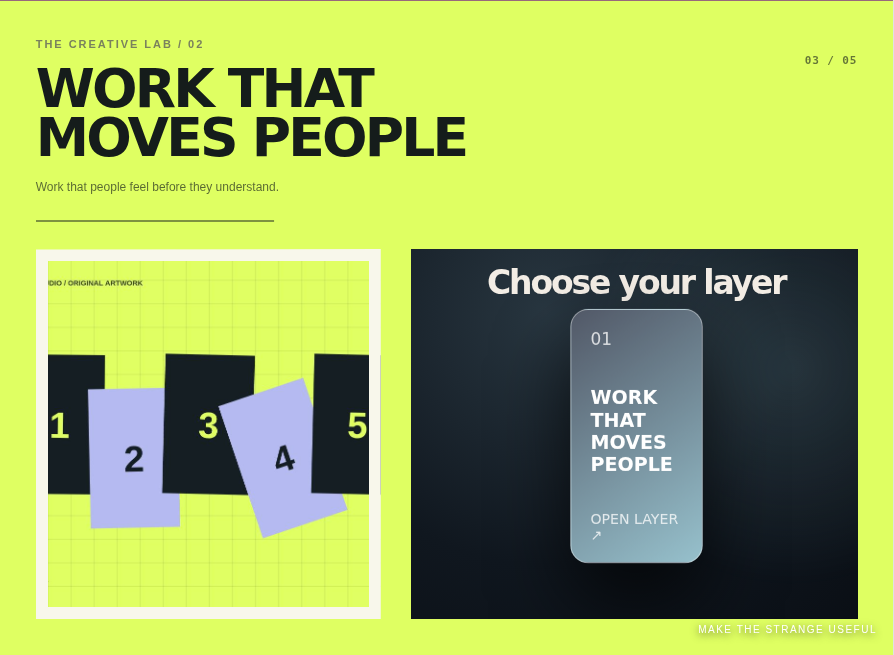 THE CREATIVE LAB / 02
03 / 05
WORK THAT
MOVES PEOPLE
Work that people feel before they understand.
/ ORIGINAL ARTWORK
1
2
3
4
5
Choose your layer
01
WORK
THAT
MOVES
PEOPLE
OPEN LAYER
↗
MAKE THE STRANGE USEFUL